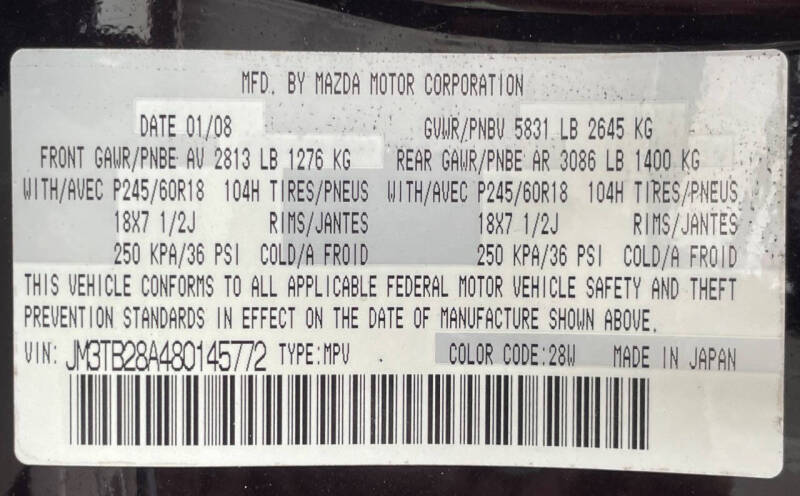 MFD. BY MAZDA MOTOR CORPORATION
DATE 01/08 GVWR/PNBV 5831 LB 2645 KG
FRONT GAWR/PNBE AV 2813 LB 1276 KG REAR GAWR/PNBE AR 3086 LB 1400 KG
WITH/AVEC P245/60R18 104H TIRES/PNEUS WITH/AVEC P245/60R18 104H TIRES/PNEUS
18X7 1/2J RIMS/JANTES 18X7 1/2J RIMS/JANTES
250 KPA/36 PSI COLD/A FROID 250 KPA/36 PSI COLD/A FROID
THIS VEHICLE CONFORMS TO ALL APPLICABLE FEDERAL MOTOR VEHICLE SAFETY AND THEFT
PREVENTION STANDARDS IN EFFECT ON THE DATE OF MANUFACTURE SHOWN ABOVE.
VIN: JM3TB28A480145772 TYPE:MPV COLOR CODE:28W MADE IN JAPAN